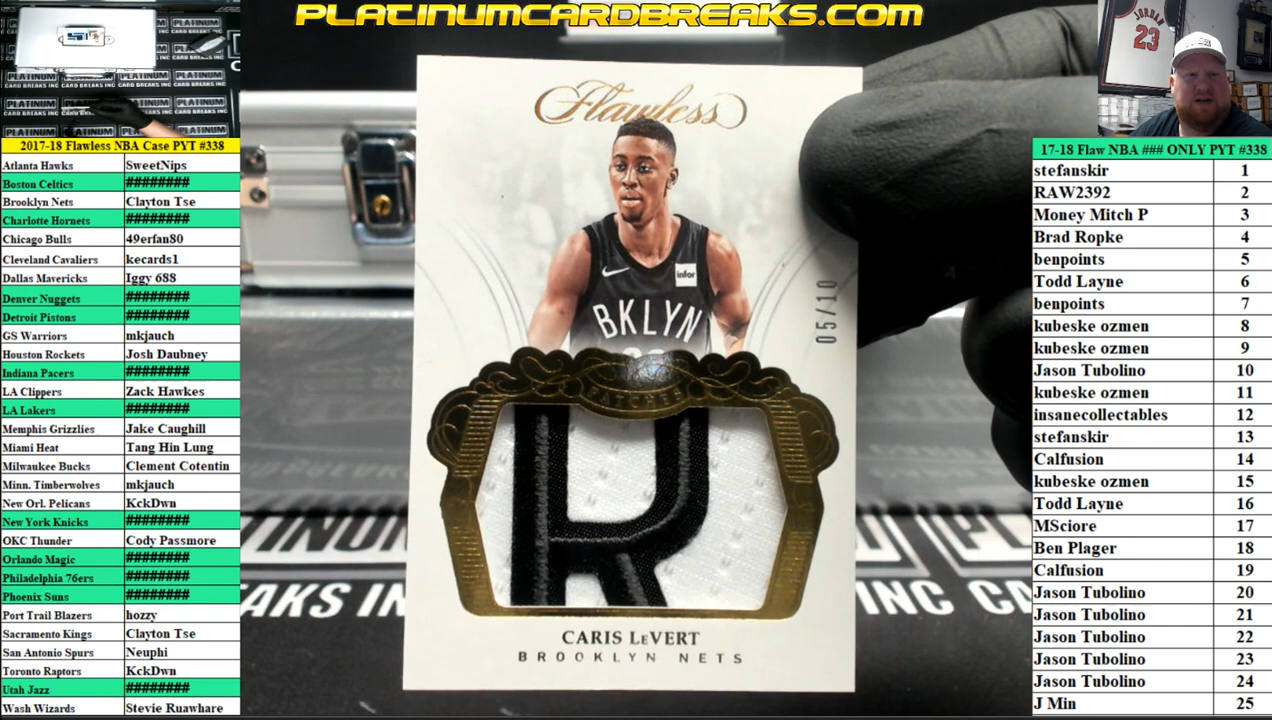 PLATINUMCARDBREAKS.COM
JORDAN
23
2017-18 Flawless NBA Case PYT #338
Atlanta Hawks SweetNips
Boston Celtics ########
Brooklyn Nets Clayton Tse
Charlotte Hornets ########
Chicago Bulls 49erfan80
Cleveland Cavaliers kecards1
Dallas Mavericks Iggy 688
Denver Nuggets ########
Detroit Pistons ########
GS Warriors mkjauch
Houston Rockets Josh Daubney
Indiana Pacers ########
LA Clippers Zack Hawkes
LA Lakers ########
Memphis Grizzlies Jake Caughill
Miami Heat Tang Hin Lung
Milwaukee Bucks Clement Cotentin
Minn. Timberwolves mkjauch
New Orl. Pelicans KckDwn
New York Knicks ########
OKC Thunder Cody Passmore
Orlando Magic ########
Philadelphia 76ers ########
Phoenix Suns ########
Port Trail Blazers hozzy
Sacramento Kings Clayton Tse
San Antonio Spurs Neuphi
Toronto Raptors KckDwn
Utah Jazz ########
Wash Wizards Stevie Ruawhare
Flawless
infor
BKLYN
05/10
PATCHES
R
CARIS LeVERT
BROOKLYN NETS
17-18 Flaw NBA ### ONLY PYT #338
stefanskir 1
RAW2392 2
Money Mitch P 3
Brad Ropke 4
benpoints 5
Todd Layne 6
benpoints 7
kubeske ozmen 8
kubeske ozmen 9
Jason Tubolino 10
kubeske ozmen 11
insanecollectables 12
stefanskir 13
Calfusion 14
kubeske ozmen 15
Todd Layne 16
MSciore 17
Ben Plager 18
Calfusion 19
Jason Tubolino 20
Jason Tubolino 21
Jason Tubolino 22
Jason Tubolino 23
Jason Tubolino 24
J Min 25